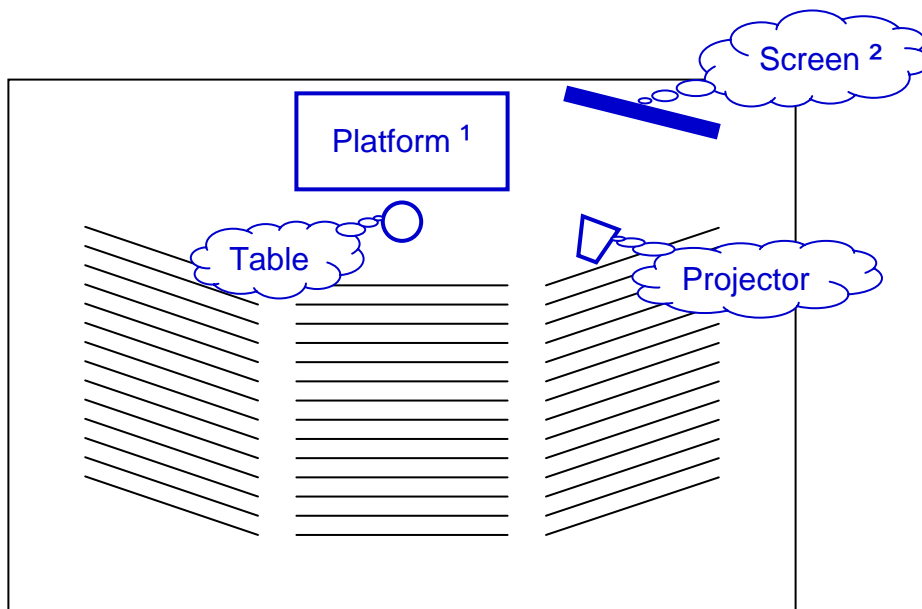 Screen ²
Platform ¹
Table
Projector